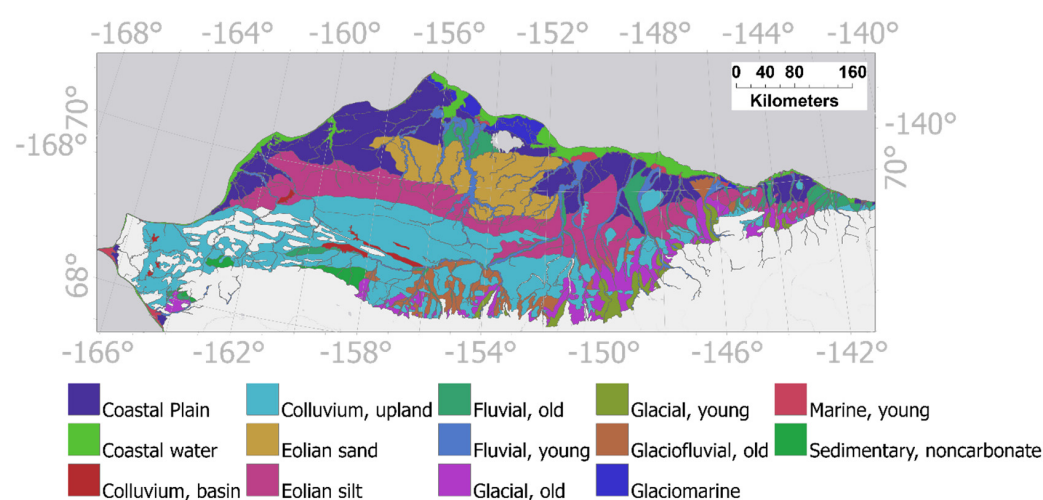 -168° -164° -160° -156° -152° -148° -144° -140°
0 40 80 160
Kilometers
70°
-140°
-168°
70°
68°
-166° -162° -158° -154° -150° -146° -142°
Coastal Plain Colluvium, upland Fluvial, old Glacial, young Marine, young
Coastal water Eolian sand Fluvial, young Glaciofluvial, old Sedimentary, noncarbonate
Colluvium, basin Eolian silt Glacial, old Glaciomarine